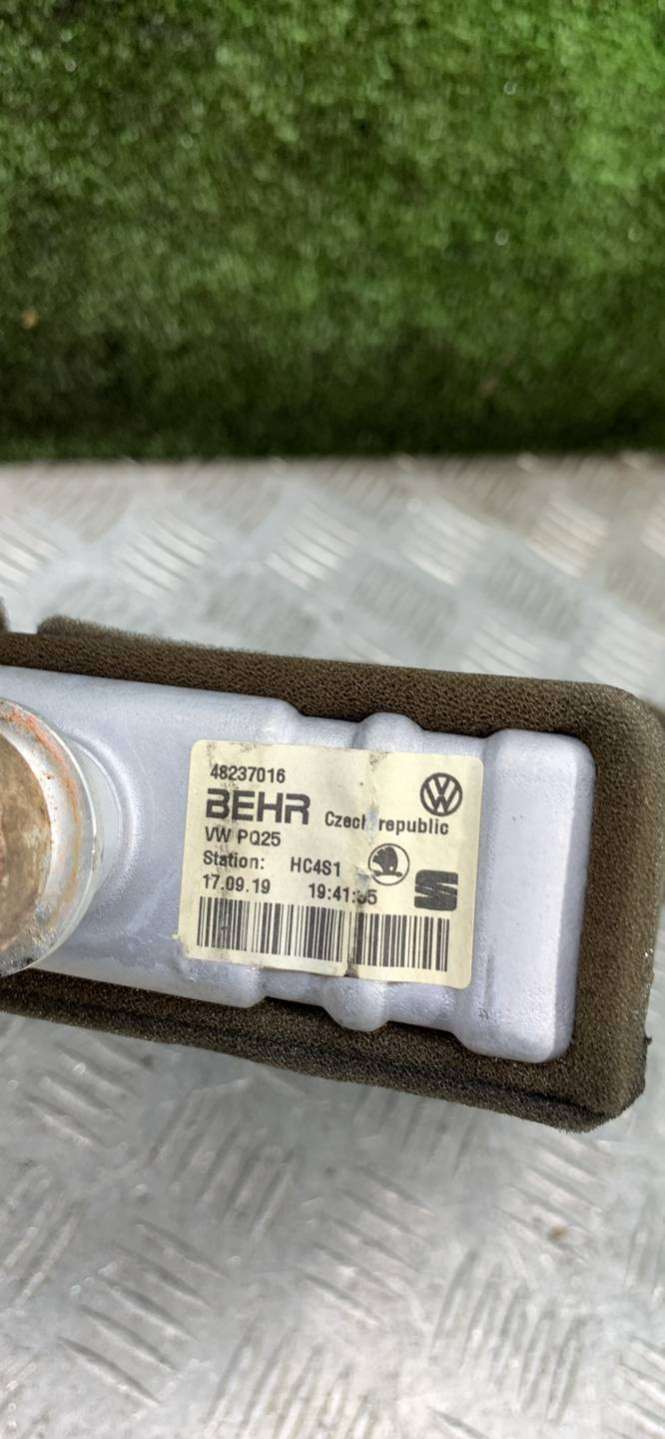 48237016
BEHR Czech republic
VW PQ25
Station: HC4S1
17.09.19